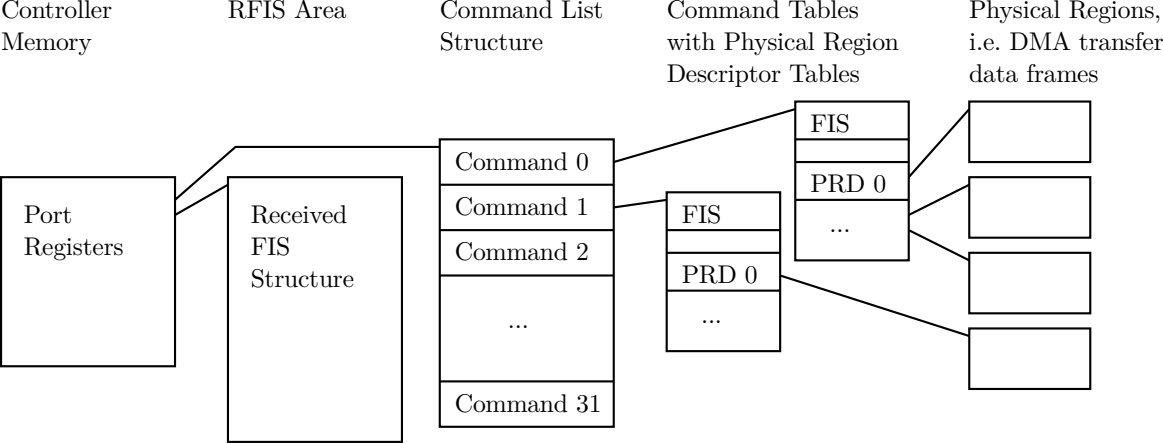 Controller
Memory
RFIS Area
Command List
Structure
Command Tables
with Physical Region
Descriptor Tables
Physical Regions,
i.e. DMA transfer
data frames
Port
Registers
Received
FIS
Structure
Command 0
Command 1
Command 2
...
Command 31
FIS
PRD 0
...
FIS
PRD 0
...